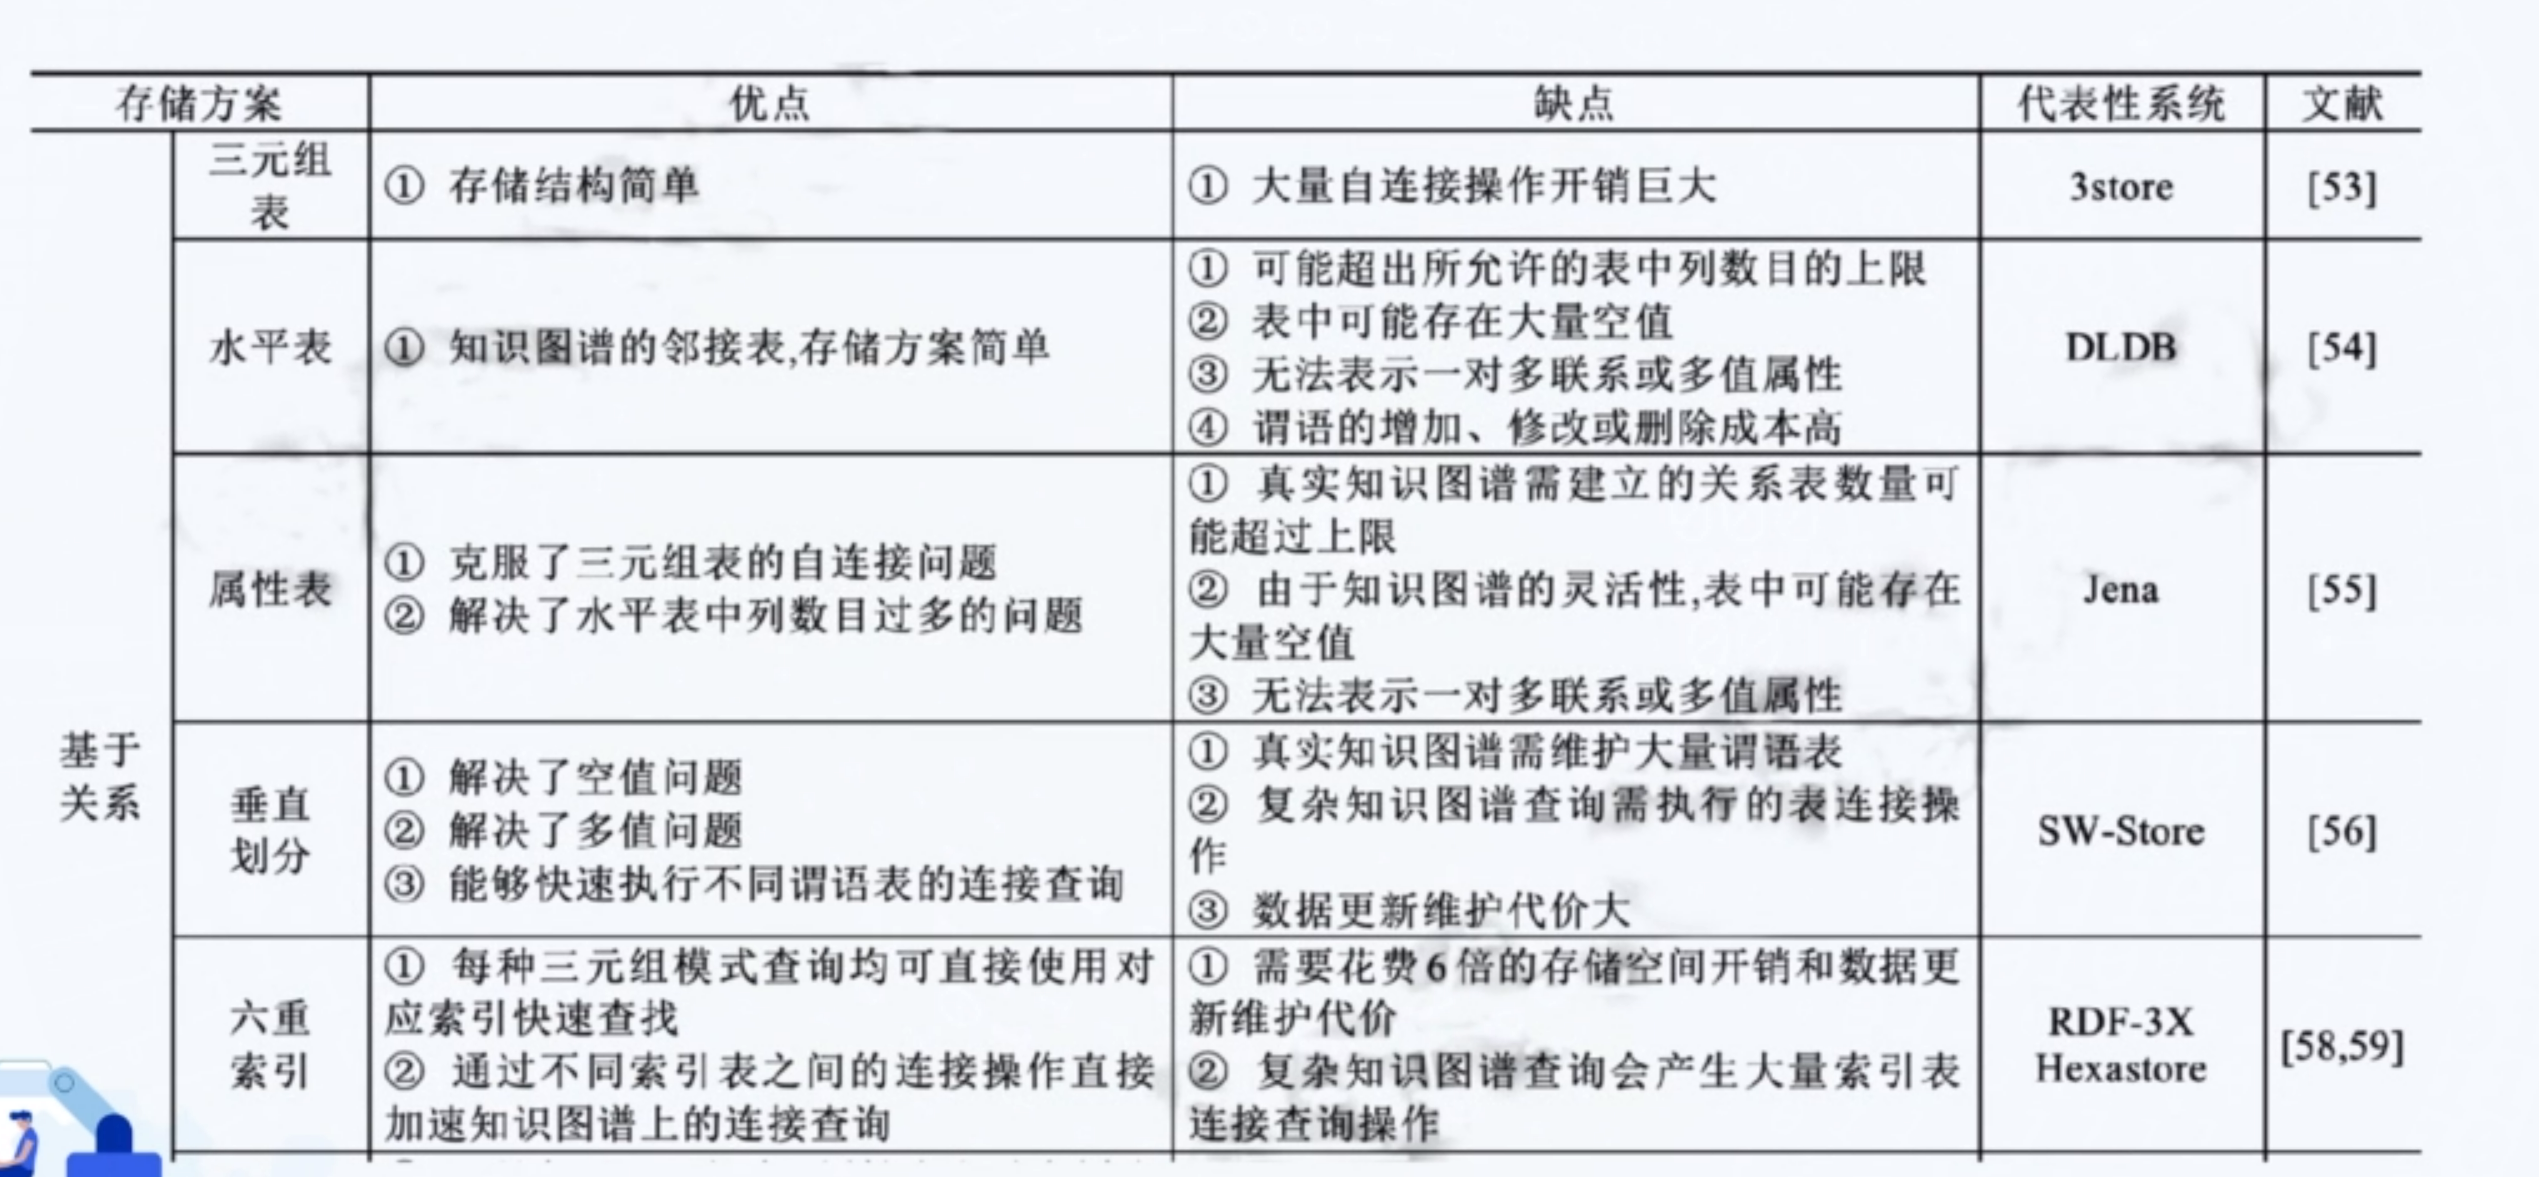 存储方案 优点 缺点 代表性系统 文献
基于
关系
三元组
表
① 存储结构简单
① 大量自连接操作开销巨大
3store
[53]
水平表
① 知识图谱的邻接表,存储方案简单
① 可能超出所允许的表中列数目的上限
② 表中可能存在大量空值
③ 无法表示一对多联系或多值属性
④ 谓语的增加、修改或删除成本高
DLDB
[54]
属性表
① 克服了三元组表的自连接问题
② 解决了水平表中列数目过多的问题
① 真实知识图谱需建立的关系表数量可
能超过上限
② 由于知识图谱的灵活性,表中可能存在
大量空值
③ 无法表示一对多联系或多值属性
Jena
[55]
垂直
划分
① 解决了空值问题
② 解决了多值问题
③ 能够快速执行不同谓语表的连接查询
① 真实知识图谱需维护大量谓语表
② 复杂知识图谱查询需执行的表连接操
作
③ 数据更新维护代价大
SW-Store
[56]
六重
索引
① 每种三元组模式查询均可直接使用对
应索引快速查找
② 通过不同索引表之间的连接操作直接
加速知识图谱上的连接查询
① 需要花费6倍的存储空间开销和数据更
新维护代价
② 复杂知识图谱查询会产生大量索引表
连接查询操作
RDF-3X
Hexastore
[58,59]